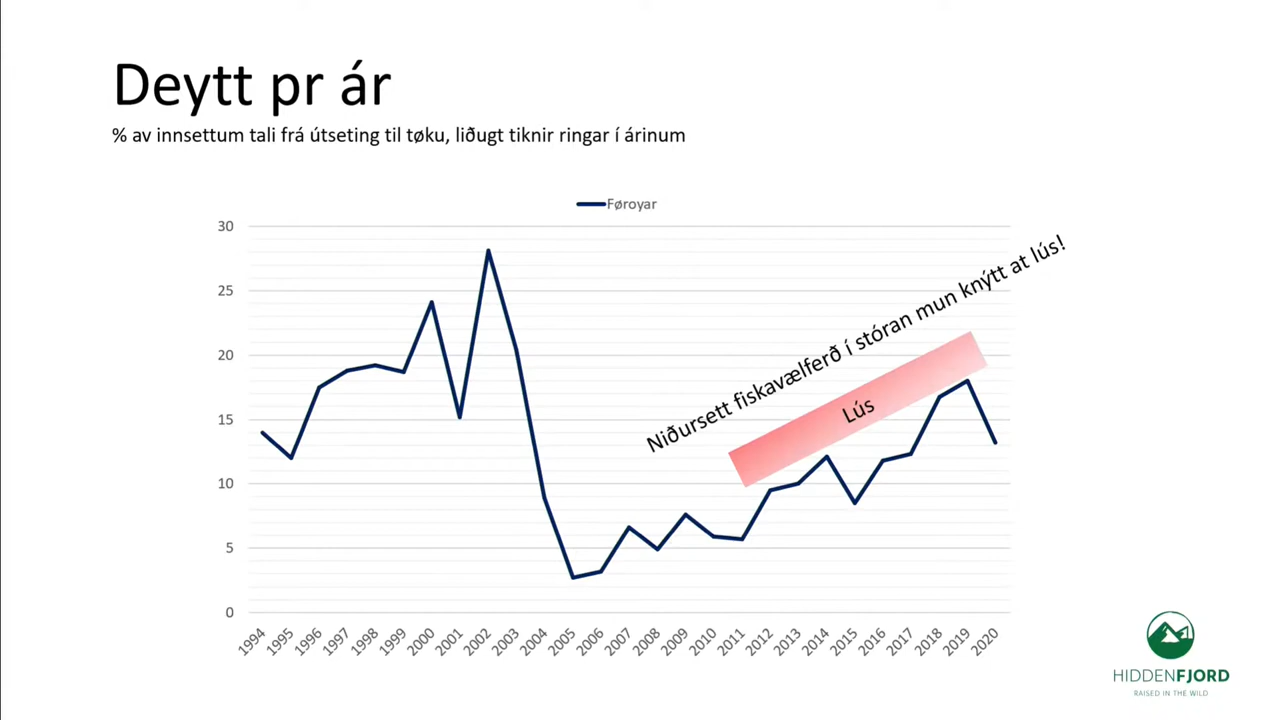 Deytt pr ár
% av innsettum tali frá útseting til tøku, liðugt tiknir ringar í árinum
Føroyar
30
25
20
15
10
5
0
Niðursett fiskavælferð í stóran mun knýtt at lús!
Lús
1994 1995 1996 1997 1998 1999 2000 2001 2002 2003 2004 2005 2006 2007 2008 2009 2010 2011 2012 2013 2014 2015 2016 2017 2018 2019 2020
HIDDENFJORD
RAISED IN THE WILD